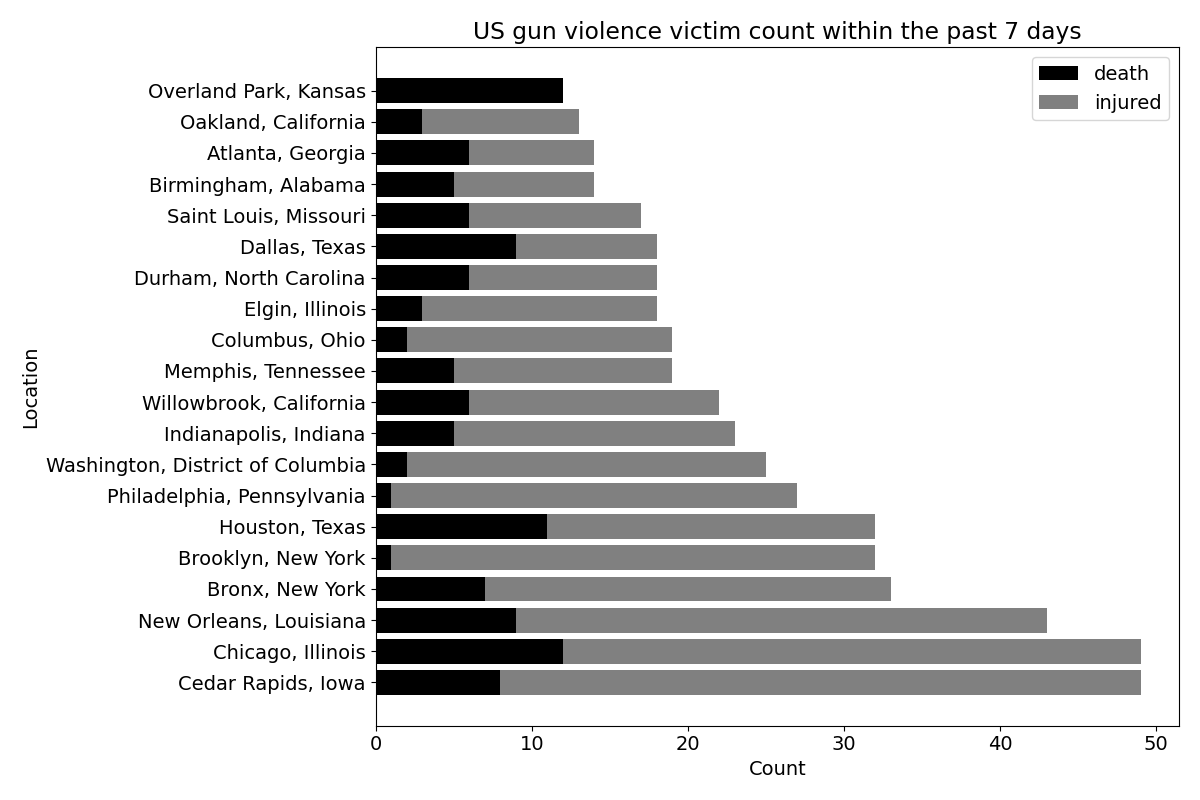 US gun violence victim count within the past 7 days
death
injured
Location
Overland Park, Kansas
Oakland, California
Atlanta, Georgia
Birmingham, Alabama
Saint Louis, Missouri
Dallas, Texas
Durham, North Carolina
Elgin, Illinois
Columbus, Ohio
Memphis, Tennessee
Willowbrook, California
Indianapolis, Indiana
Washington, District of Columbia
Philadelphia, Pennsylvania
Houston, Texas
Brooklyn, New York
Bronx, New York
New Orleans, Louisiana
Chicago, Illinois
Cedar Rapids, Iowa
0 10 20 30 40 50
Count